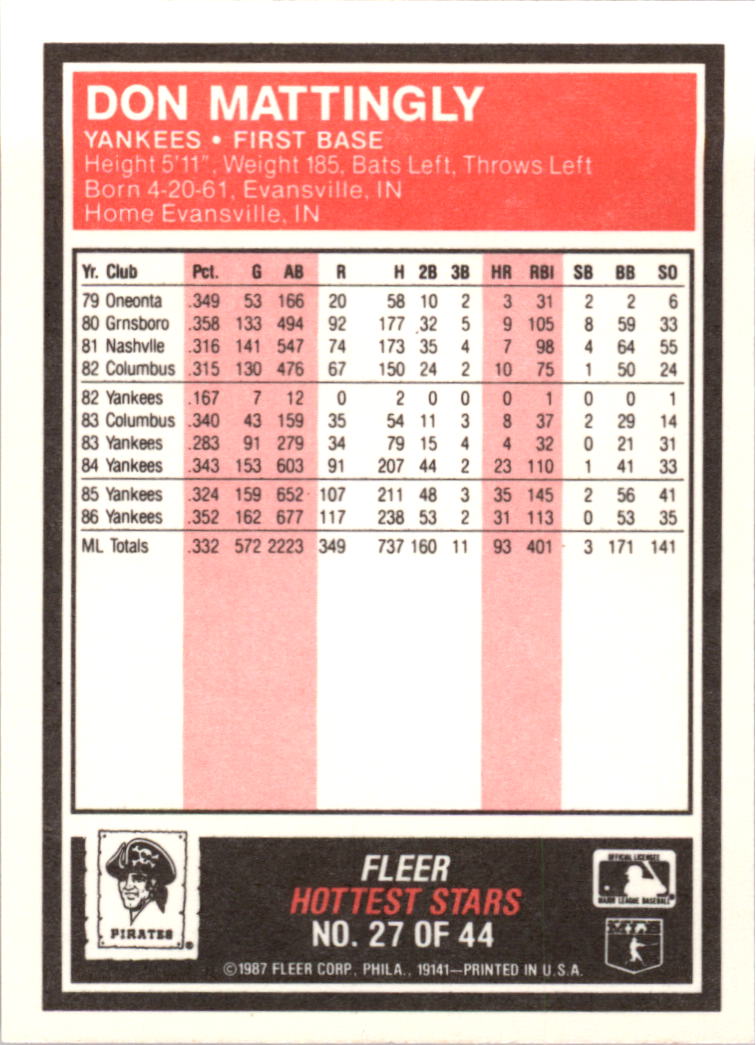 DON MATTINGLY
YANKEES • FIRST BASE
Height 5'11", Weight 185, Bats Left, Throws Left
Born 4-20-61, Evansville, IN
Home Evansville, IN
Yr. Club Pct. G AB R H 2B 3B HR RBI SB BB SO
79 Oneonta .349 53 166 20 58 10 2 3 31 2 2 6
80 Grnsboro .358 133 494 92 177 32 5 9 105 8 59 33
81 Nashvlle .316 141 547 74 173 35 4 7 98 4 64 55
82 Columbus .315 130 476 67 150 24 2 10 75 1 50 24
82 Yankees .167 7 12 0 2 0 0 0 1 0 0 1
83 Columbus .340 43 159 35 54 11 3 8 37 2 29 14
83 Yankees .283 91 279 34 79 15 4 4 32 0 21 31
84 Yankees .343 153 603 91 207 44 2 23 110 1 41 33
85 Yankees .324 159 652 107 211 48 3 35 145 2 56 41
86 Yankees .352 162 677 117 238 53 2 31 113 0 53 35
ML Totals .332 572 2223 349 737 160 11 93 401 3 171 141
PIRATES ®
FLEER
HOTTEST STARS
NO. 27 OF 44
©1987 FLEER CORP. PHILA., 19141—PRINTED IN U.S.A.
OFFICIAL LICENSEE
MAJOR LEAGUE BASEBALL ®